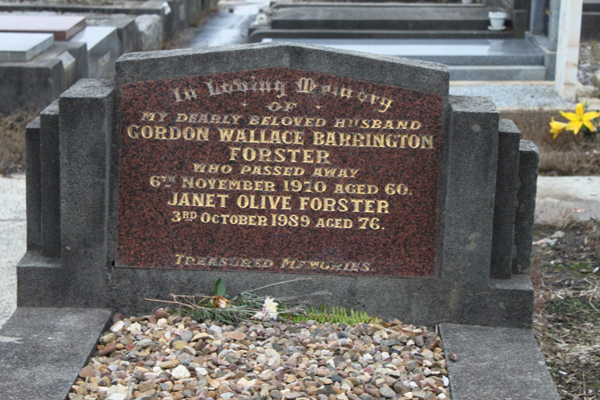 In Loving Memory
OF
MY DEARLY BELOVED HUSBAND
GORDON WALLACE BARRINGTON
FORSTER
WHO PASSED AWAY
6TH NOVEMBER 1970 AGED 60.
JANET OLIVE FORSTER
3RD OCTOBER 1989 AGED 76.
TREASURED MEMORIES.